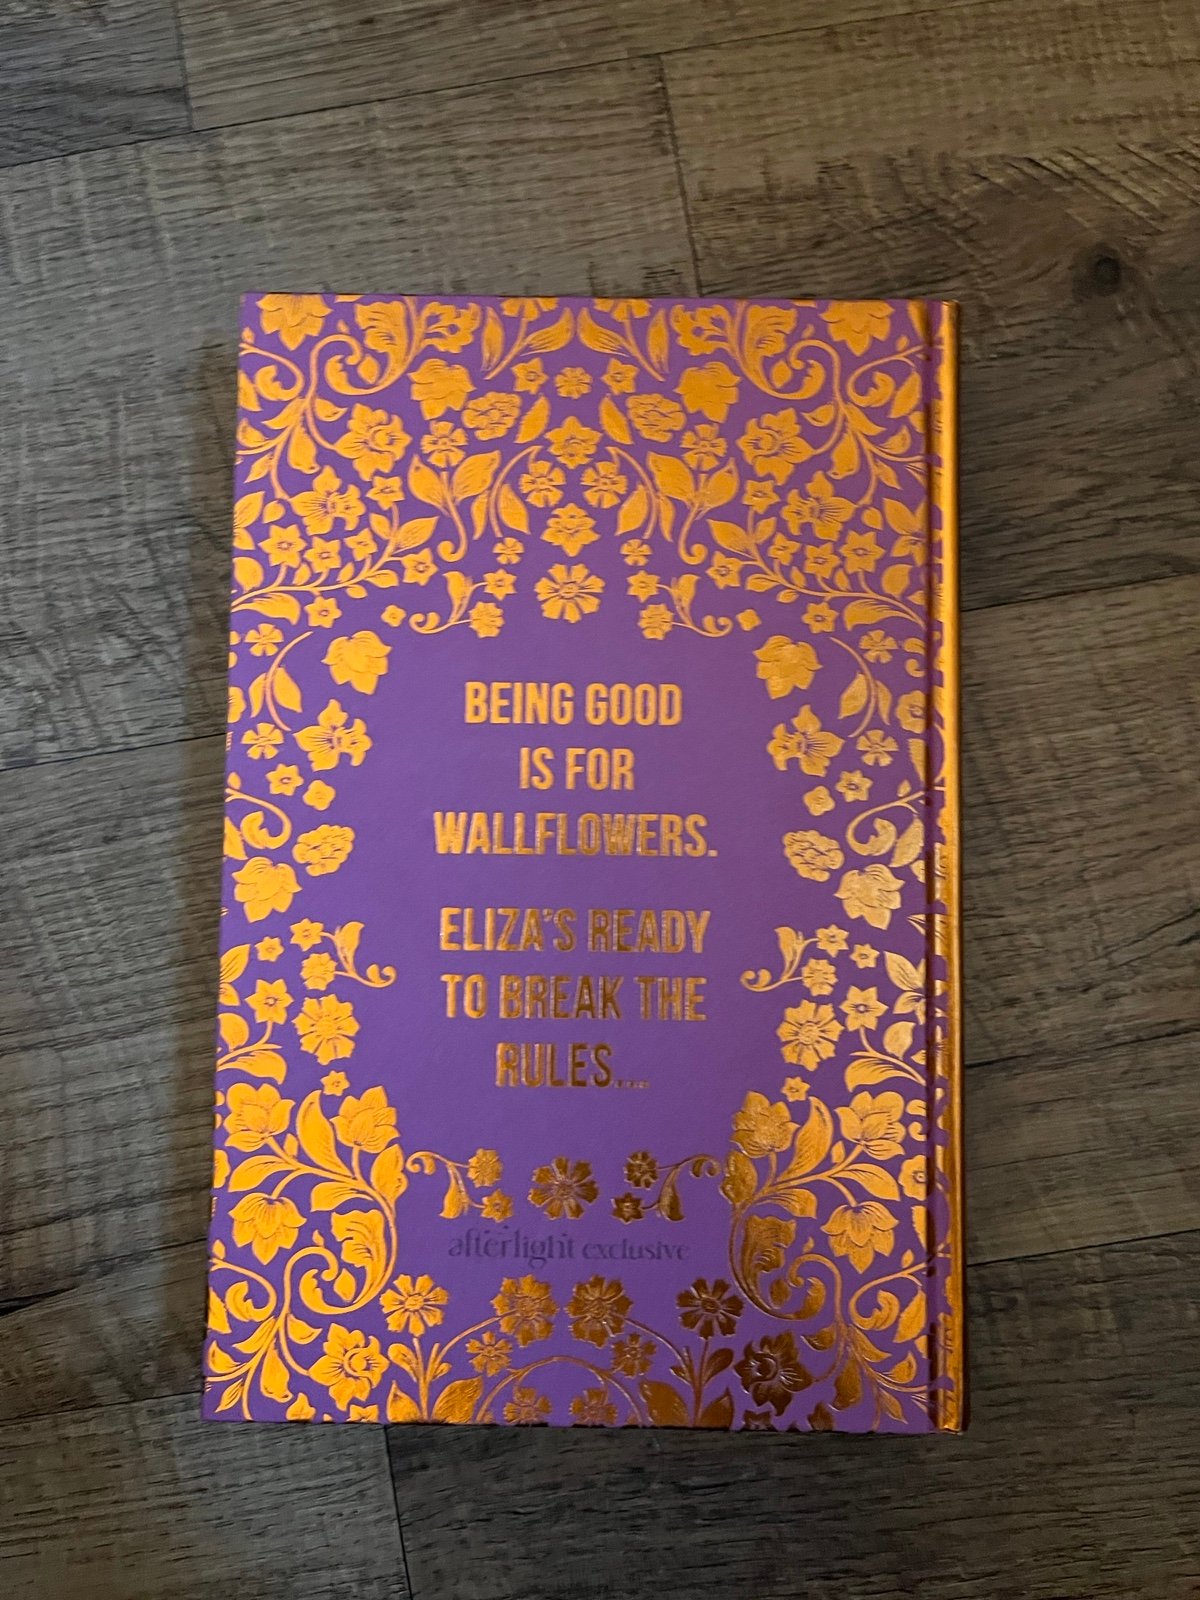 BEING GOOD
IS FOR
WALLFLOWERS.
ELIZA'S READY
TO BREAK THE
RULES...
afterlight exclusive